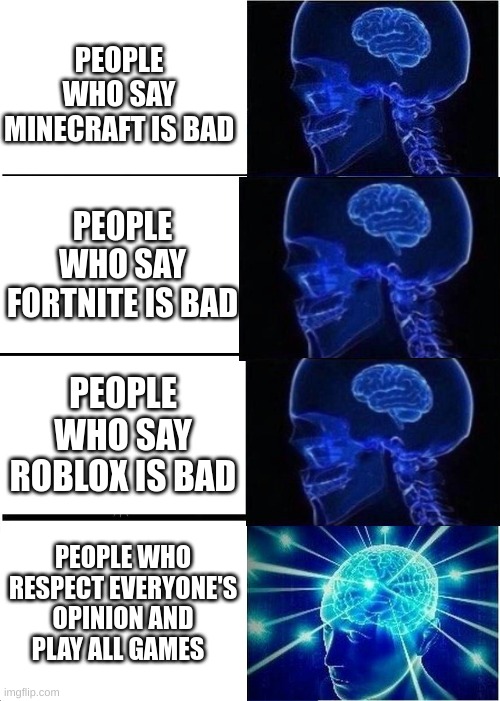 PEOPLE
WHO SAY
MINECRAFT IS BAD
PEOPLE
WHO SAY
FORTNITE IS BAD
PEOPLE
WHO SAY
ROBLOX IS BAD
PEOPLE WHO
RESPECT EVERYONE'S
OPINION AND
PLAY ALL GAMES
imgflip.com